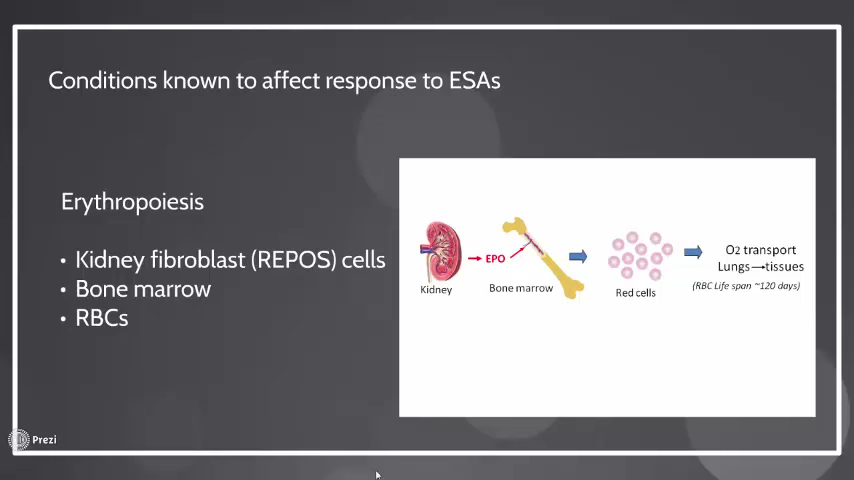 Conditions known to affect response to ESAs
Erythropoiesis
• Kidney fibroblast (REPOS) cells
• Bone marrow
• RBCs
Kidney
EPO
Bone marrow
Red cells
O2 transport
Lungs→tissues
(RBC Life span ~120 days)
Prezi